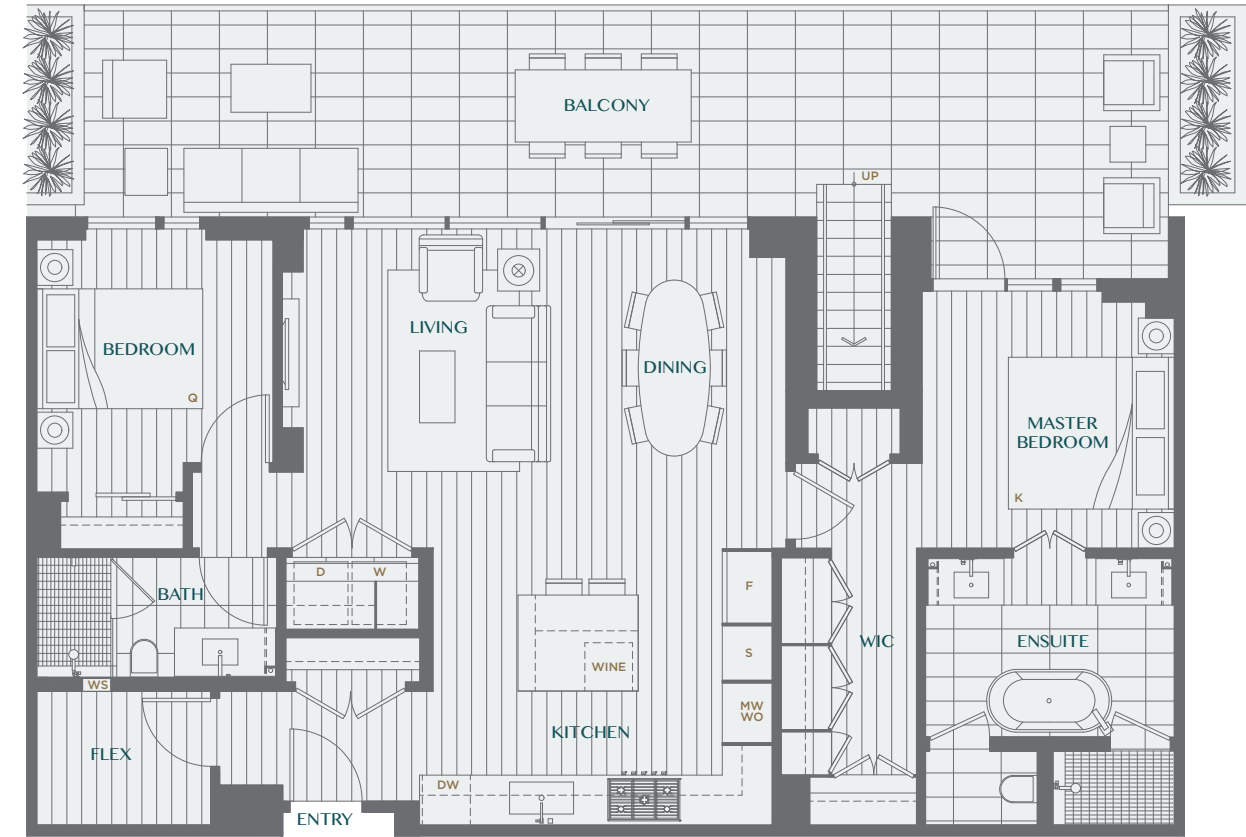 BALCONY
UP
LIVING
BEDROOM
DINING
Q
MASTER
BEDROOM
K
D
W
F
BATH
WIC
ENSUITE
S
WINE
WS
MW
WO
KITCHEN
FLEX
DW
ENTRY